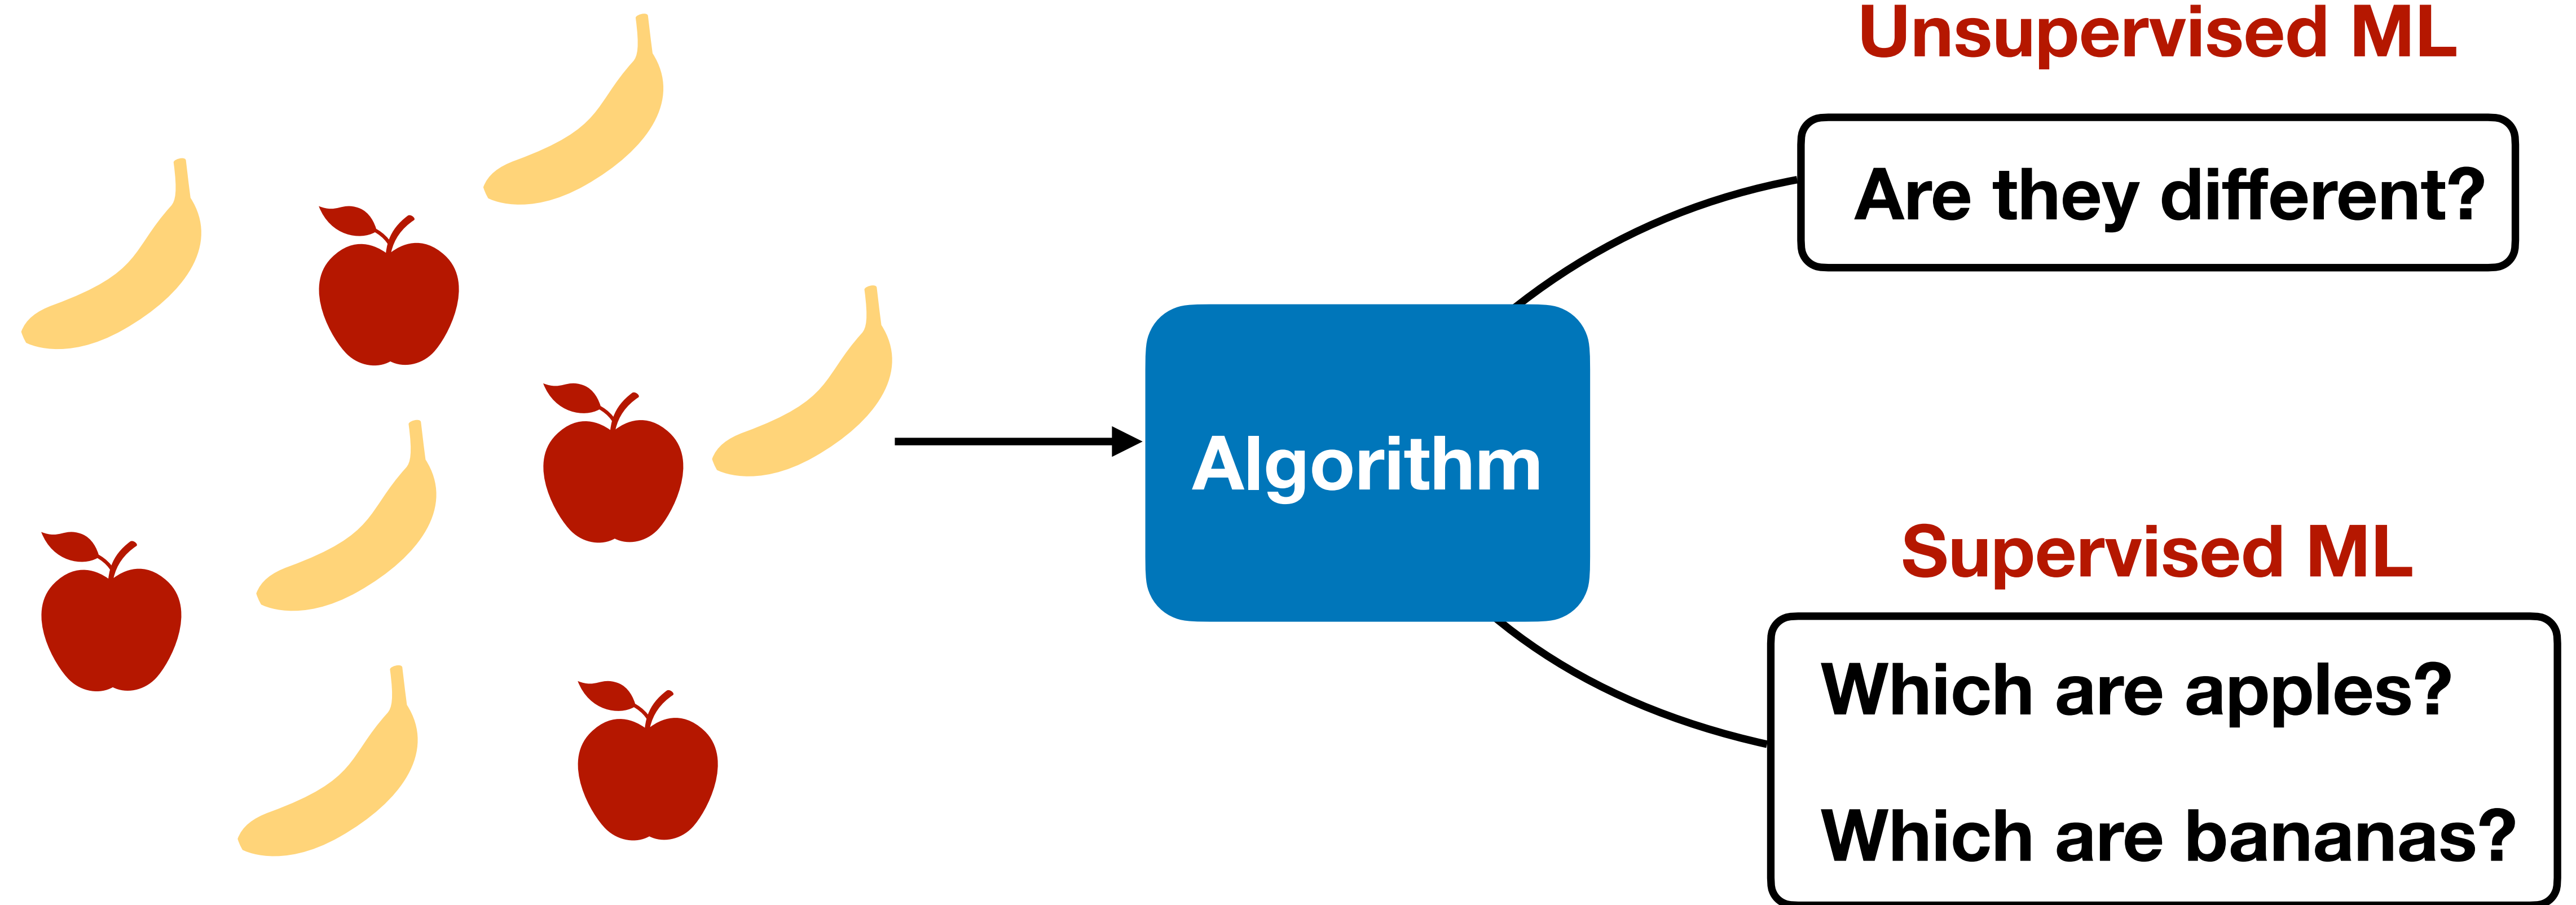 Unsupervised ML
Are they different?
Algorithm
Supervised ML
Which are apples?
Which are bananas?